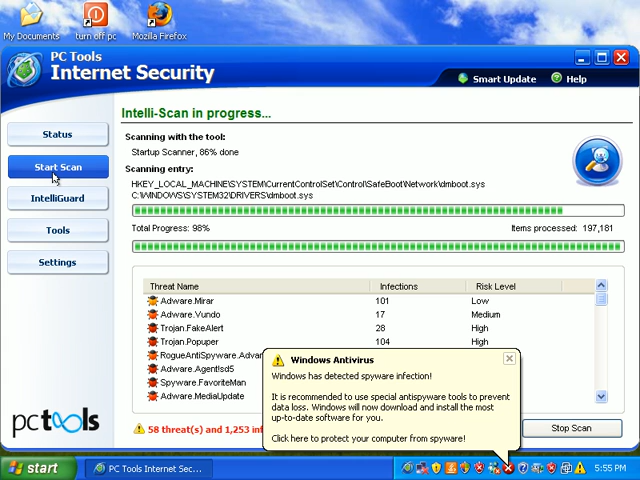 My Documents
turn off pc
Mozilla Firefox
PC Tools
Internet Security
Smart Update
Help
Status
Start Scan
IntelliGuard
Tools
Settings
pctools
Intelli-Scan in progress...
Scanning with the tool:
Startup Scanner, 86% done
Scanning entry:
HKEY_LOCAL_MACHINE\SYSTEM\CurrentControlSet\Control\SafeBoot\Network\dmboot.sys
C:\WINDOWS\SYSTEM32\DRIVERS\dmboot.sys
Total Progress: 98% Items processed: 197,181
Threat Name Infections Risk Level
Adware.Mirar 101 Low
Adware.Vundo 17 Medium
Trojan.FakeAlert 28 High
Trojan.Popuper 104 High
RogueAntiSpyware.Advan
Adware.Agent!sd5
Spyware.FavoriteMan
Adware.MediaUpdate
58 threat(s) and 1,253 inf
Stop Scan
Windows Antivirus
Windows has detected spyware infection!
It is recommended to use special antispyware tools to prevent
data loss. Windows will now download and install the most
up-to-date software for you.
Click here to protect your computer from spyware!
start
PC Tools Internet Sec...
5:55 PM